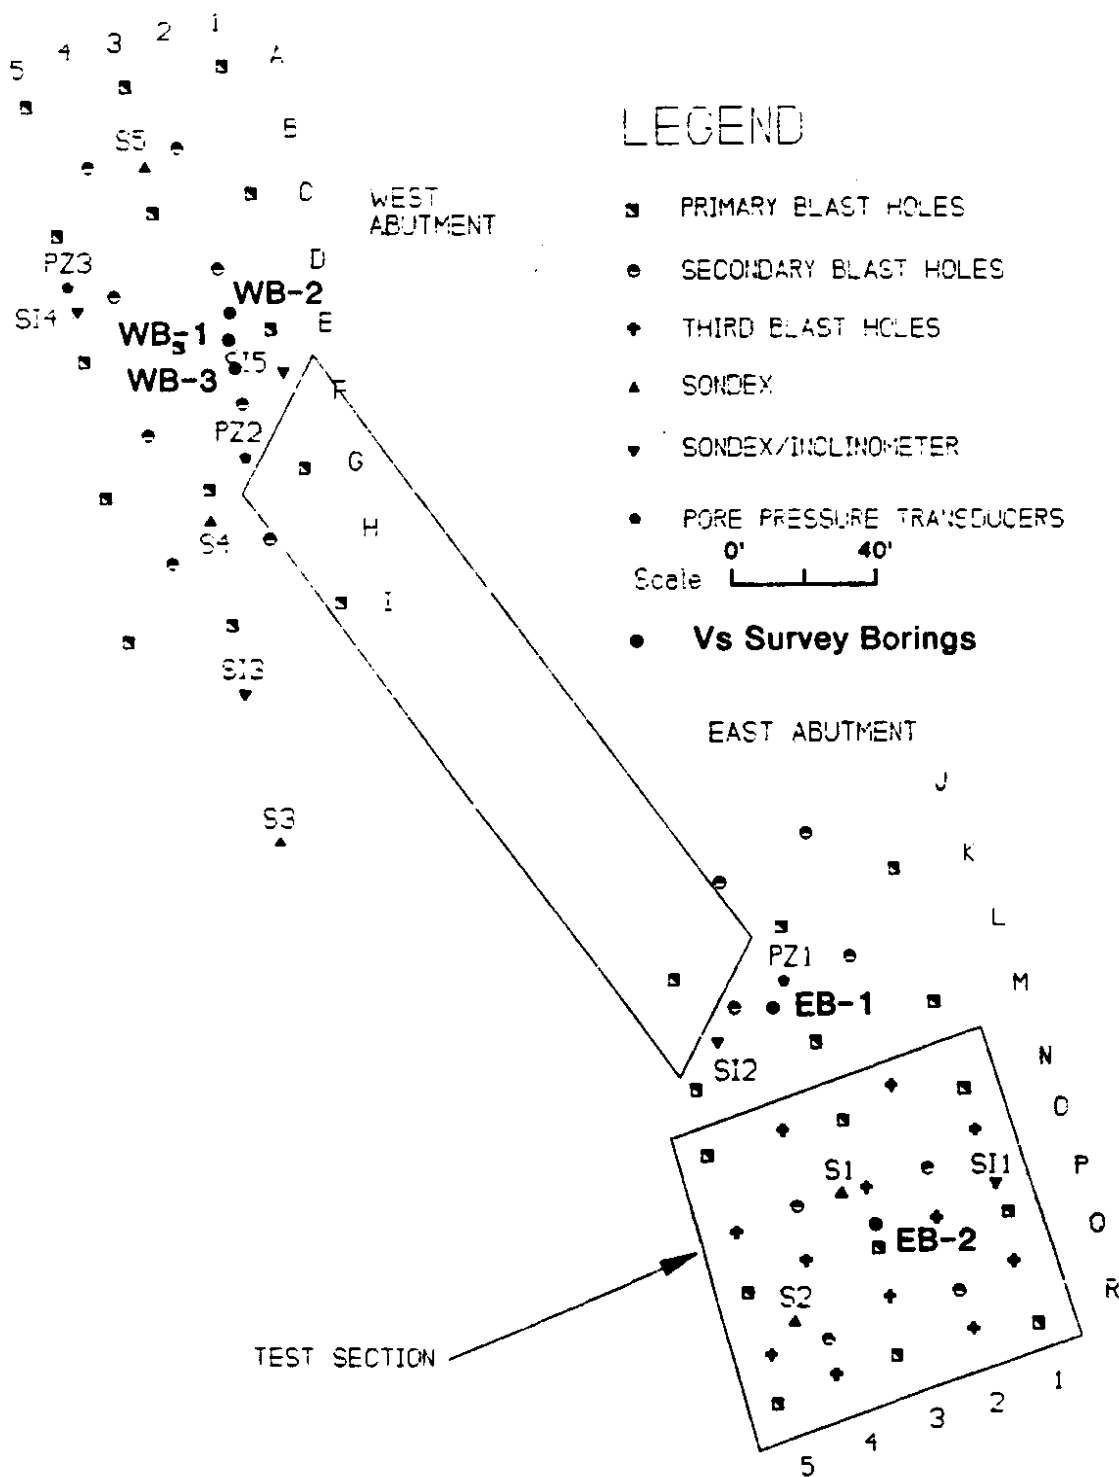 5 4 3 2 1
A
B
S5
C
WEST
ABUTMENT
D
PZ3
WB-2
SI4
E
WB-1
SI5
WB-3
F
PZ2
G
H
S4
I
SI3
S3
LEGEND
PRIMARY BLAST HOLES
SECONDARY BLAST HOLES
THIRD BLAST HOLES
SONDEX
SONDEX/INCLINOMETER
PORE PRESSURE TRANSDUCERS
0' 40'
Scale
Vs Survey Borings
EAST ABUTMENT
J
K
L
PZ1
M
EB-1
N
SI2
O
P
S1
SI1
Q
EB-2
R
S2
TEST SECTION
5 4 3 2 1